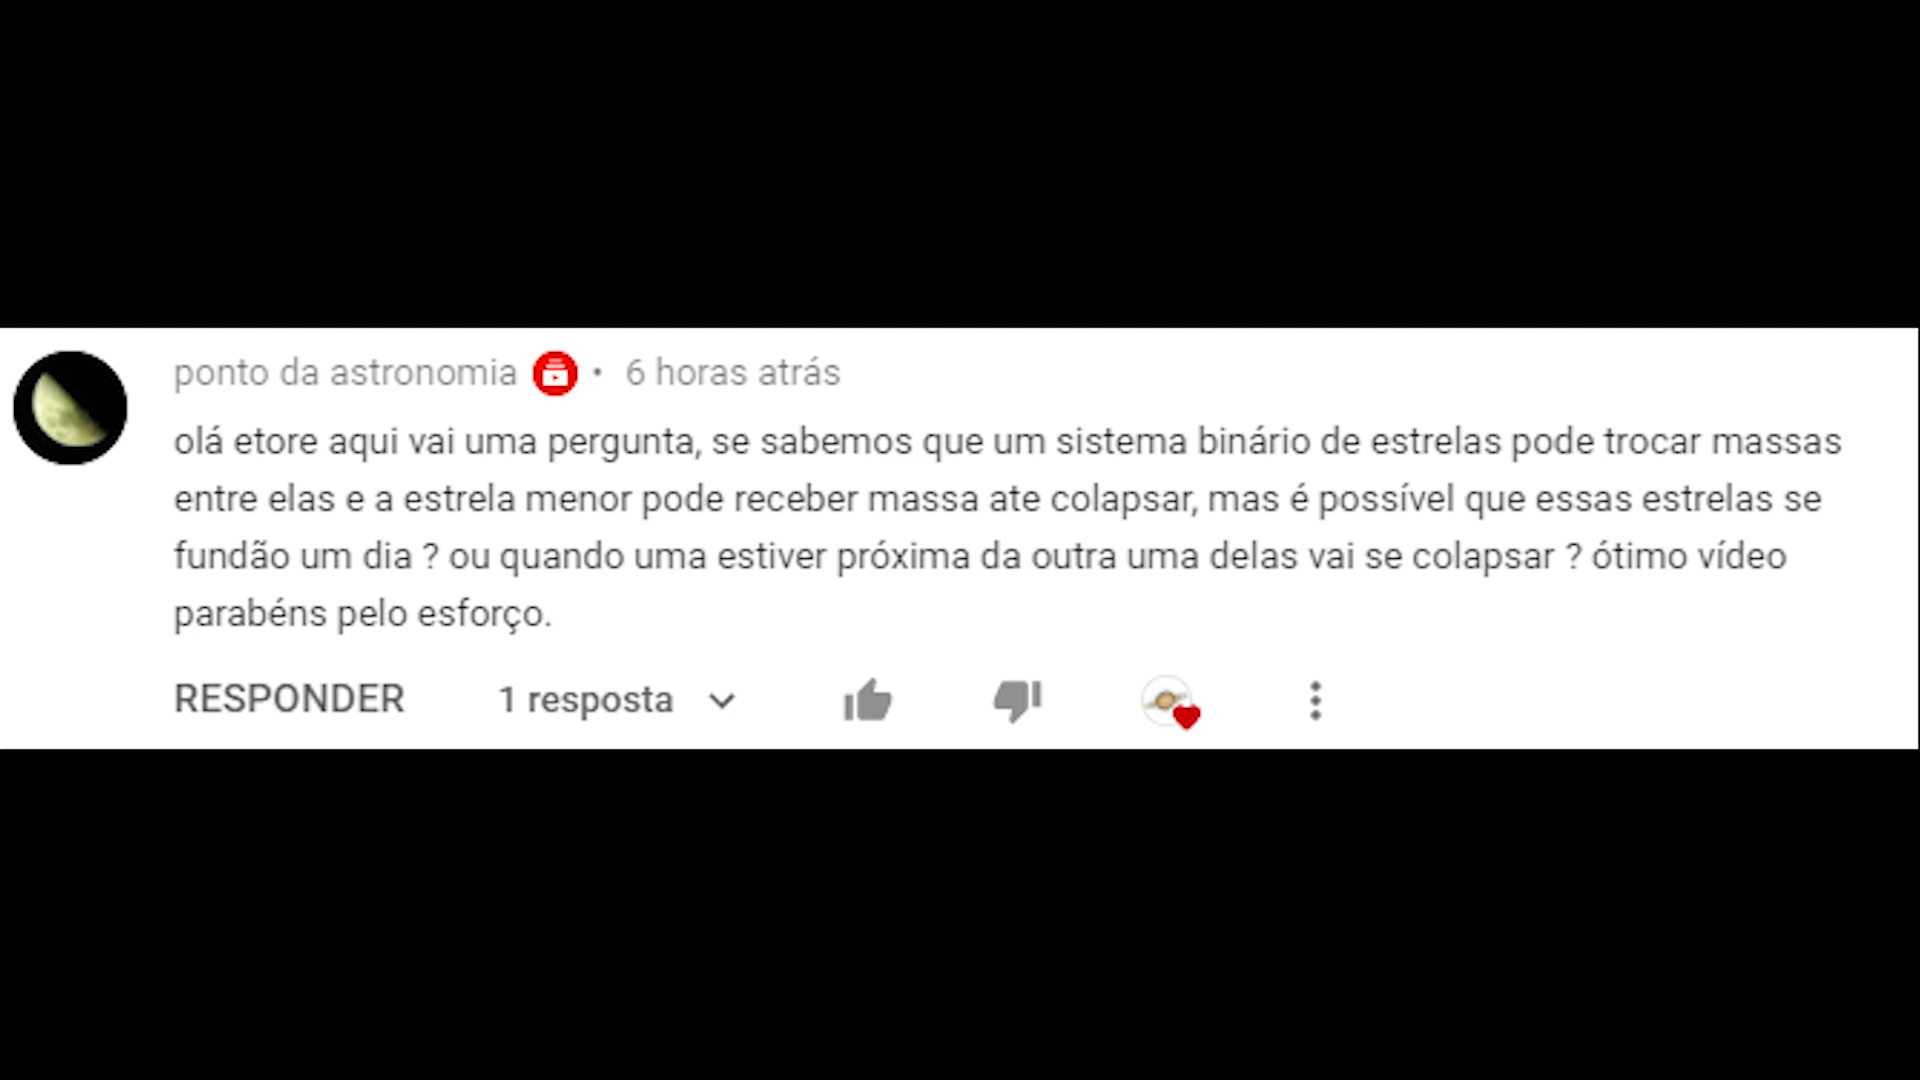 ponto da astronomia • 6 horas atrás
olá etore aqui vai uma pergunta, se sabemos que um sistema binário de estrelas pode trocar massas
entre elas e a estrela menor pode receber massa ate colapsar, mas é possível que essas estrelas se
fundão um dia ? ou quando uma estiver próxima da outra uma delas vai se colapsar ? ótimo vídeo
parabéns pelo esforço.
RESPONDER 1 resposta